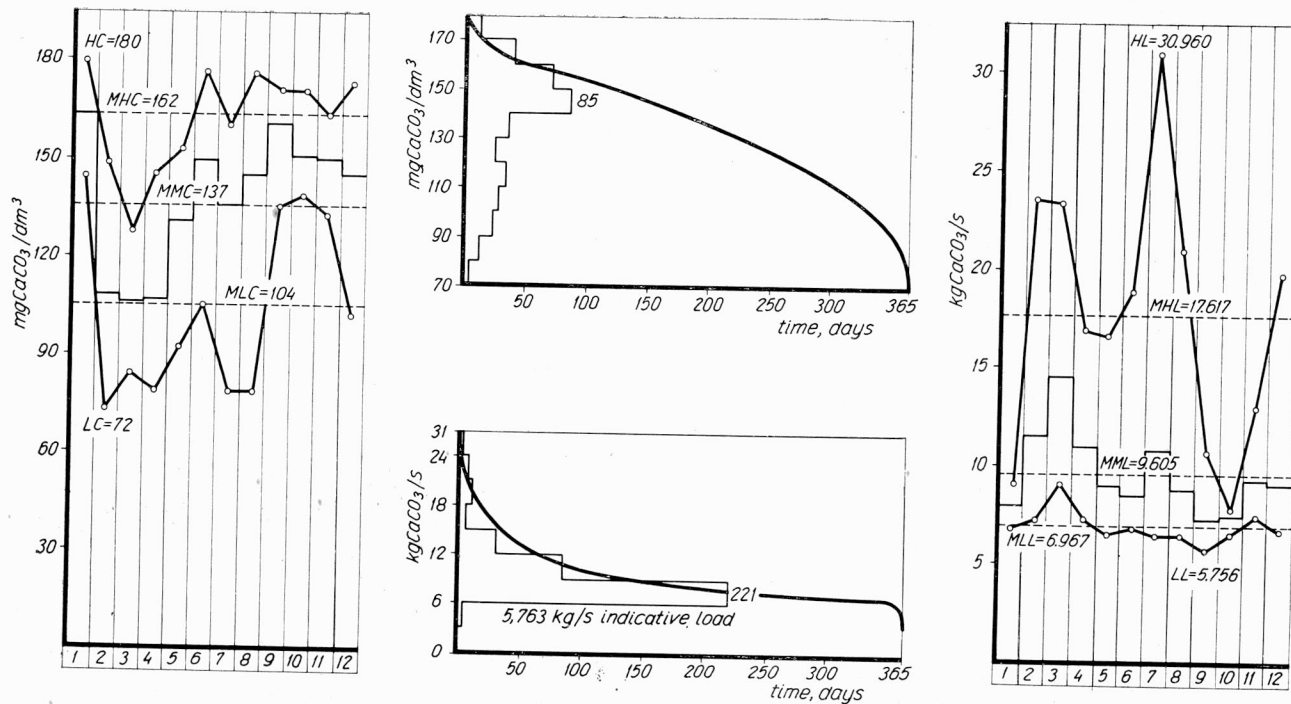 HC=180
180
MHC=162
150
MMC=137
120
MLC=104
90
LC=72
60
30
mgCaCO₃/dm³
1 2 3 4 5 6 7 8 9 10 11 12
170
150
130
110
90
70
mgCaCO₃/dm³
85
50 100 150 200 250 300 365
time, days
31
24
18
12
6
0
kgCaCO₃/s
221
5,763 kg/s indicative load
50 100 150 200 250 300 365
time, days
HL=30.960
30
25
20
MHL=17.617
15
10
MML=9.605
MLL=6.967
5
LL=5.756
kgCaCO₃/s
1 2 3 4 5 6 7 8 9 10 11 12